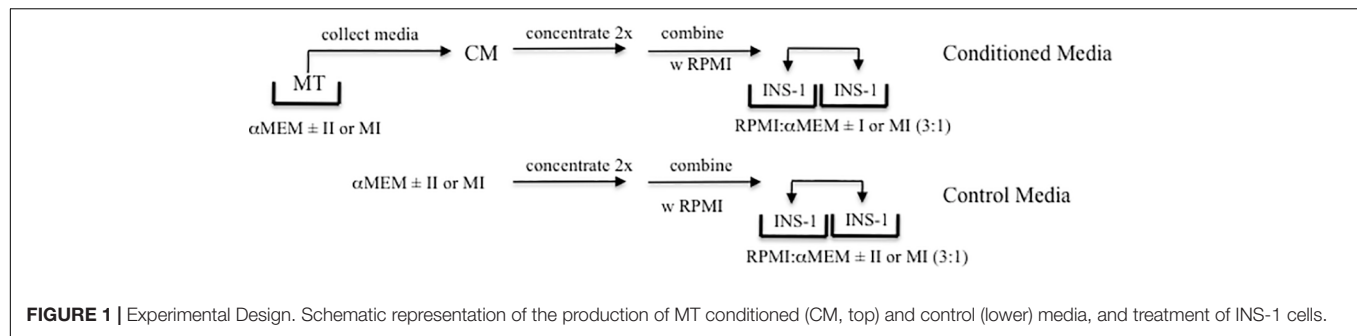 collect media
concentrate 2x
combine
CM
w RPMI
Conditioned Media
MT
INS-1 INS-1
αMEM ± II or MI
RPMI:αMEM ± I or MI (3:1)
concentrate 2x
combine
αMEM ± II or MI
w RPMI
Control Media
INS-1 INS-1
RPMI:αMEM ± II or MI (3:1)
FIGURE 1 | Experimental Design. Schematic representation of the production of MT conditioned (CM, top) and control (lower) media, and treatment of INS-1 cells.